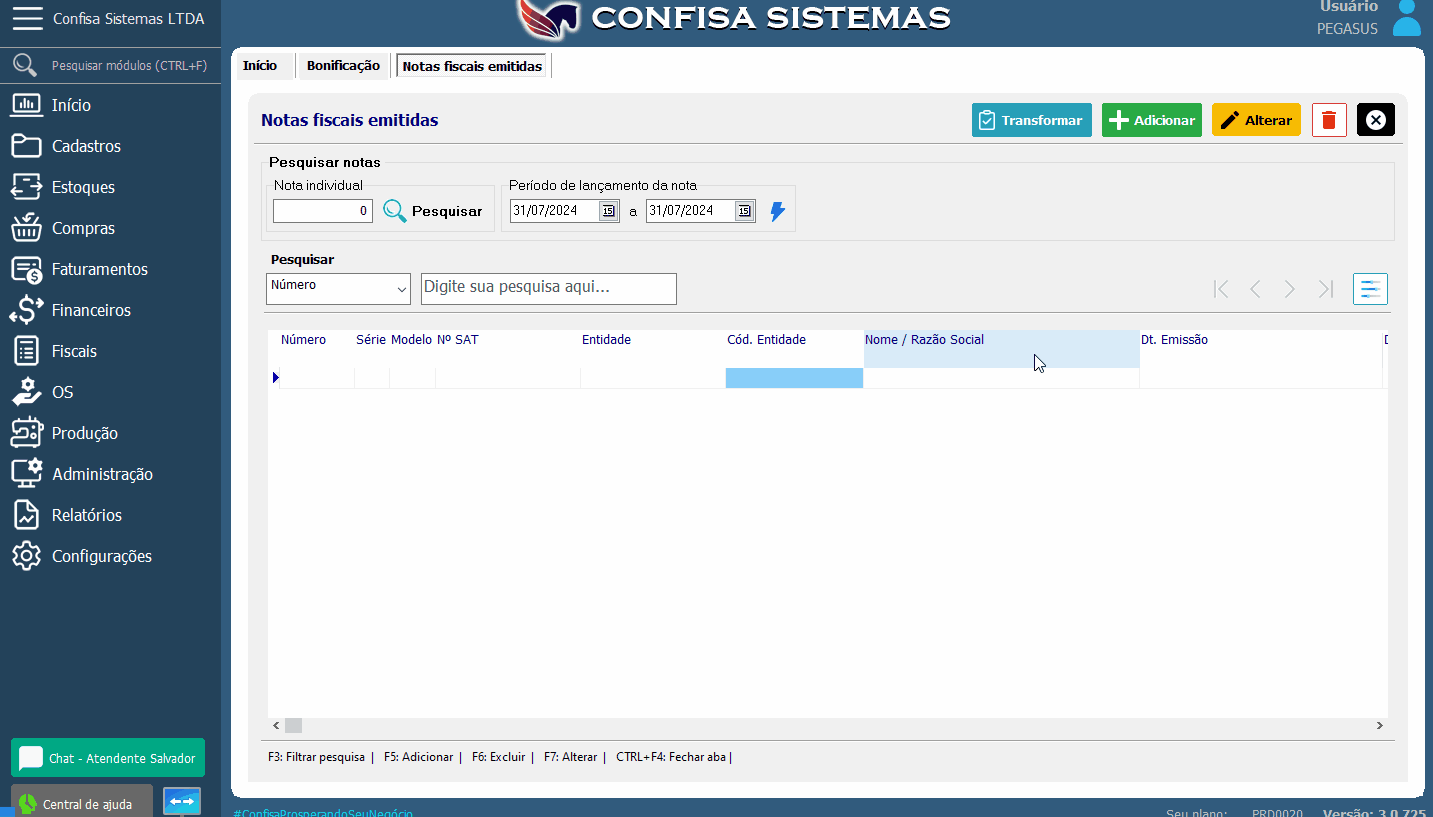 Confisa Sistemas LTDA
Pesquisar módulos (CTRL+F)
Início
Cadastros
Estoques
Compras
Faturamentos
Financeiros
Fiscais
OS
Produção
Administração
Relatórios
Configurações
Chat - Atendente Salvador
Central de ajuda
CONFISA SISTEMAS
Usuário
PEGASUS
Início
Bonificação
Notas fiscais emitidas
Notas fiscais emitidas
Transformar
Adicionar
Alterar
Pesquisar notas
Nota individual
0
Pesquisar
Período de lançamento da nota
31/07/2024 15 a 31/07/2024 15
Pesquisar
Número
Digite sua pesquisa aqui...
Número Série Modelo Nº SAT Entidade Cód. Entidade Nome / Razão Social Dt. Emissão
F3: Filtrar pesquisa | F5: Adicionar | F6: Excluir | F7: Alterar | CTRL+F4: Fechar aba |
#ConfisaProsperandoSeuNegócio
Seu plano: PRD0020 Versão: 3.0.725